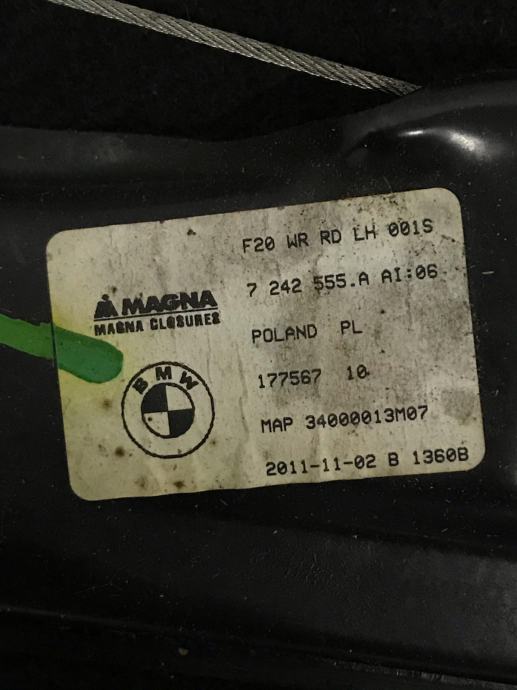 F20 WR RD LH 001S
7 242 555.A AI:06
MAGNA
MAGNA CLOSURES
POLAND PL
177567 10
BMW
MAP 34000013M07
2011-11-02 B 1360B